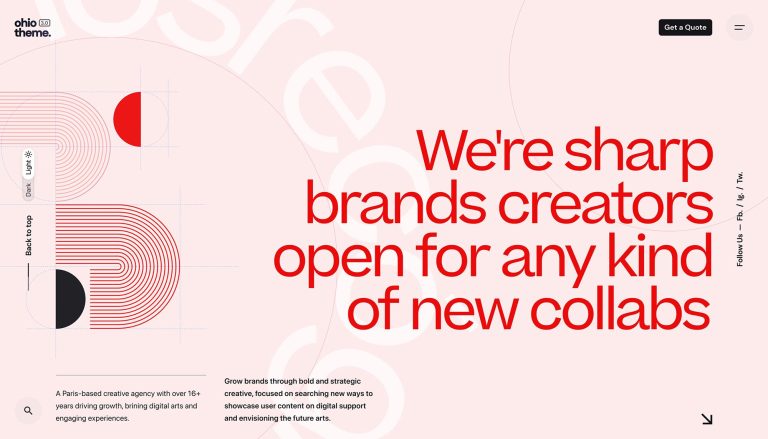 ohio 3.0
theme.
Get a Quote
We're sharp
brands creators
open for any kind
of new collabs
Dark Light
Back to top
Follow Us — Fb. / Ig. / Tw.
A Paris-based creative agency with over 16+
years driving growth, brining digital arts and
engaging experiences.
Grow brands through bold and strategic
creative, focused on searching new ways to
showcase user content on digital support
and envisioning the future arts.